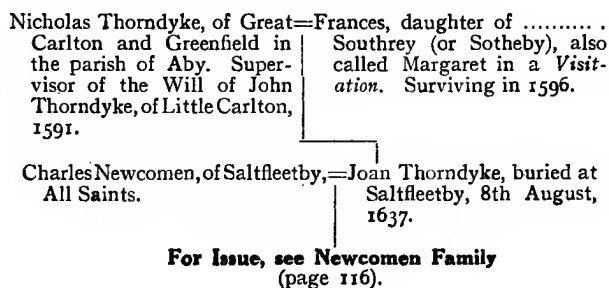 Nicholas Thorndyke, of Great=Frances, daughter of ...........
Carlton and Greenfield in Southrey (or Sotheby), also
the parish of Aby. Super- called Margaret in a Visit-
visor of the Will of John ation. Surviving in 1596.
Thorndyke, of Little Carlton,
1591.
Charles Newcomen, of Saltfleetby,=Joan Thorndyke, buried at
All Saints. Saltfleetby, 8th August,
1637.
For Issue, see Newcomen Family
(page 116).